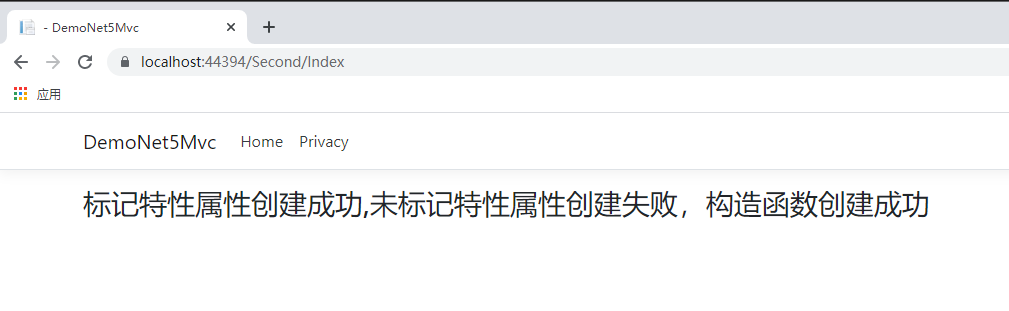 - DemoNet5Mvc
localhost:44394/Second/Index
应用
DemoNet5Mvc Home Privacy
标记特性属性创建成功,未标记特性属性创建失败，构造函数创建成功